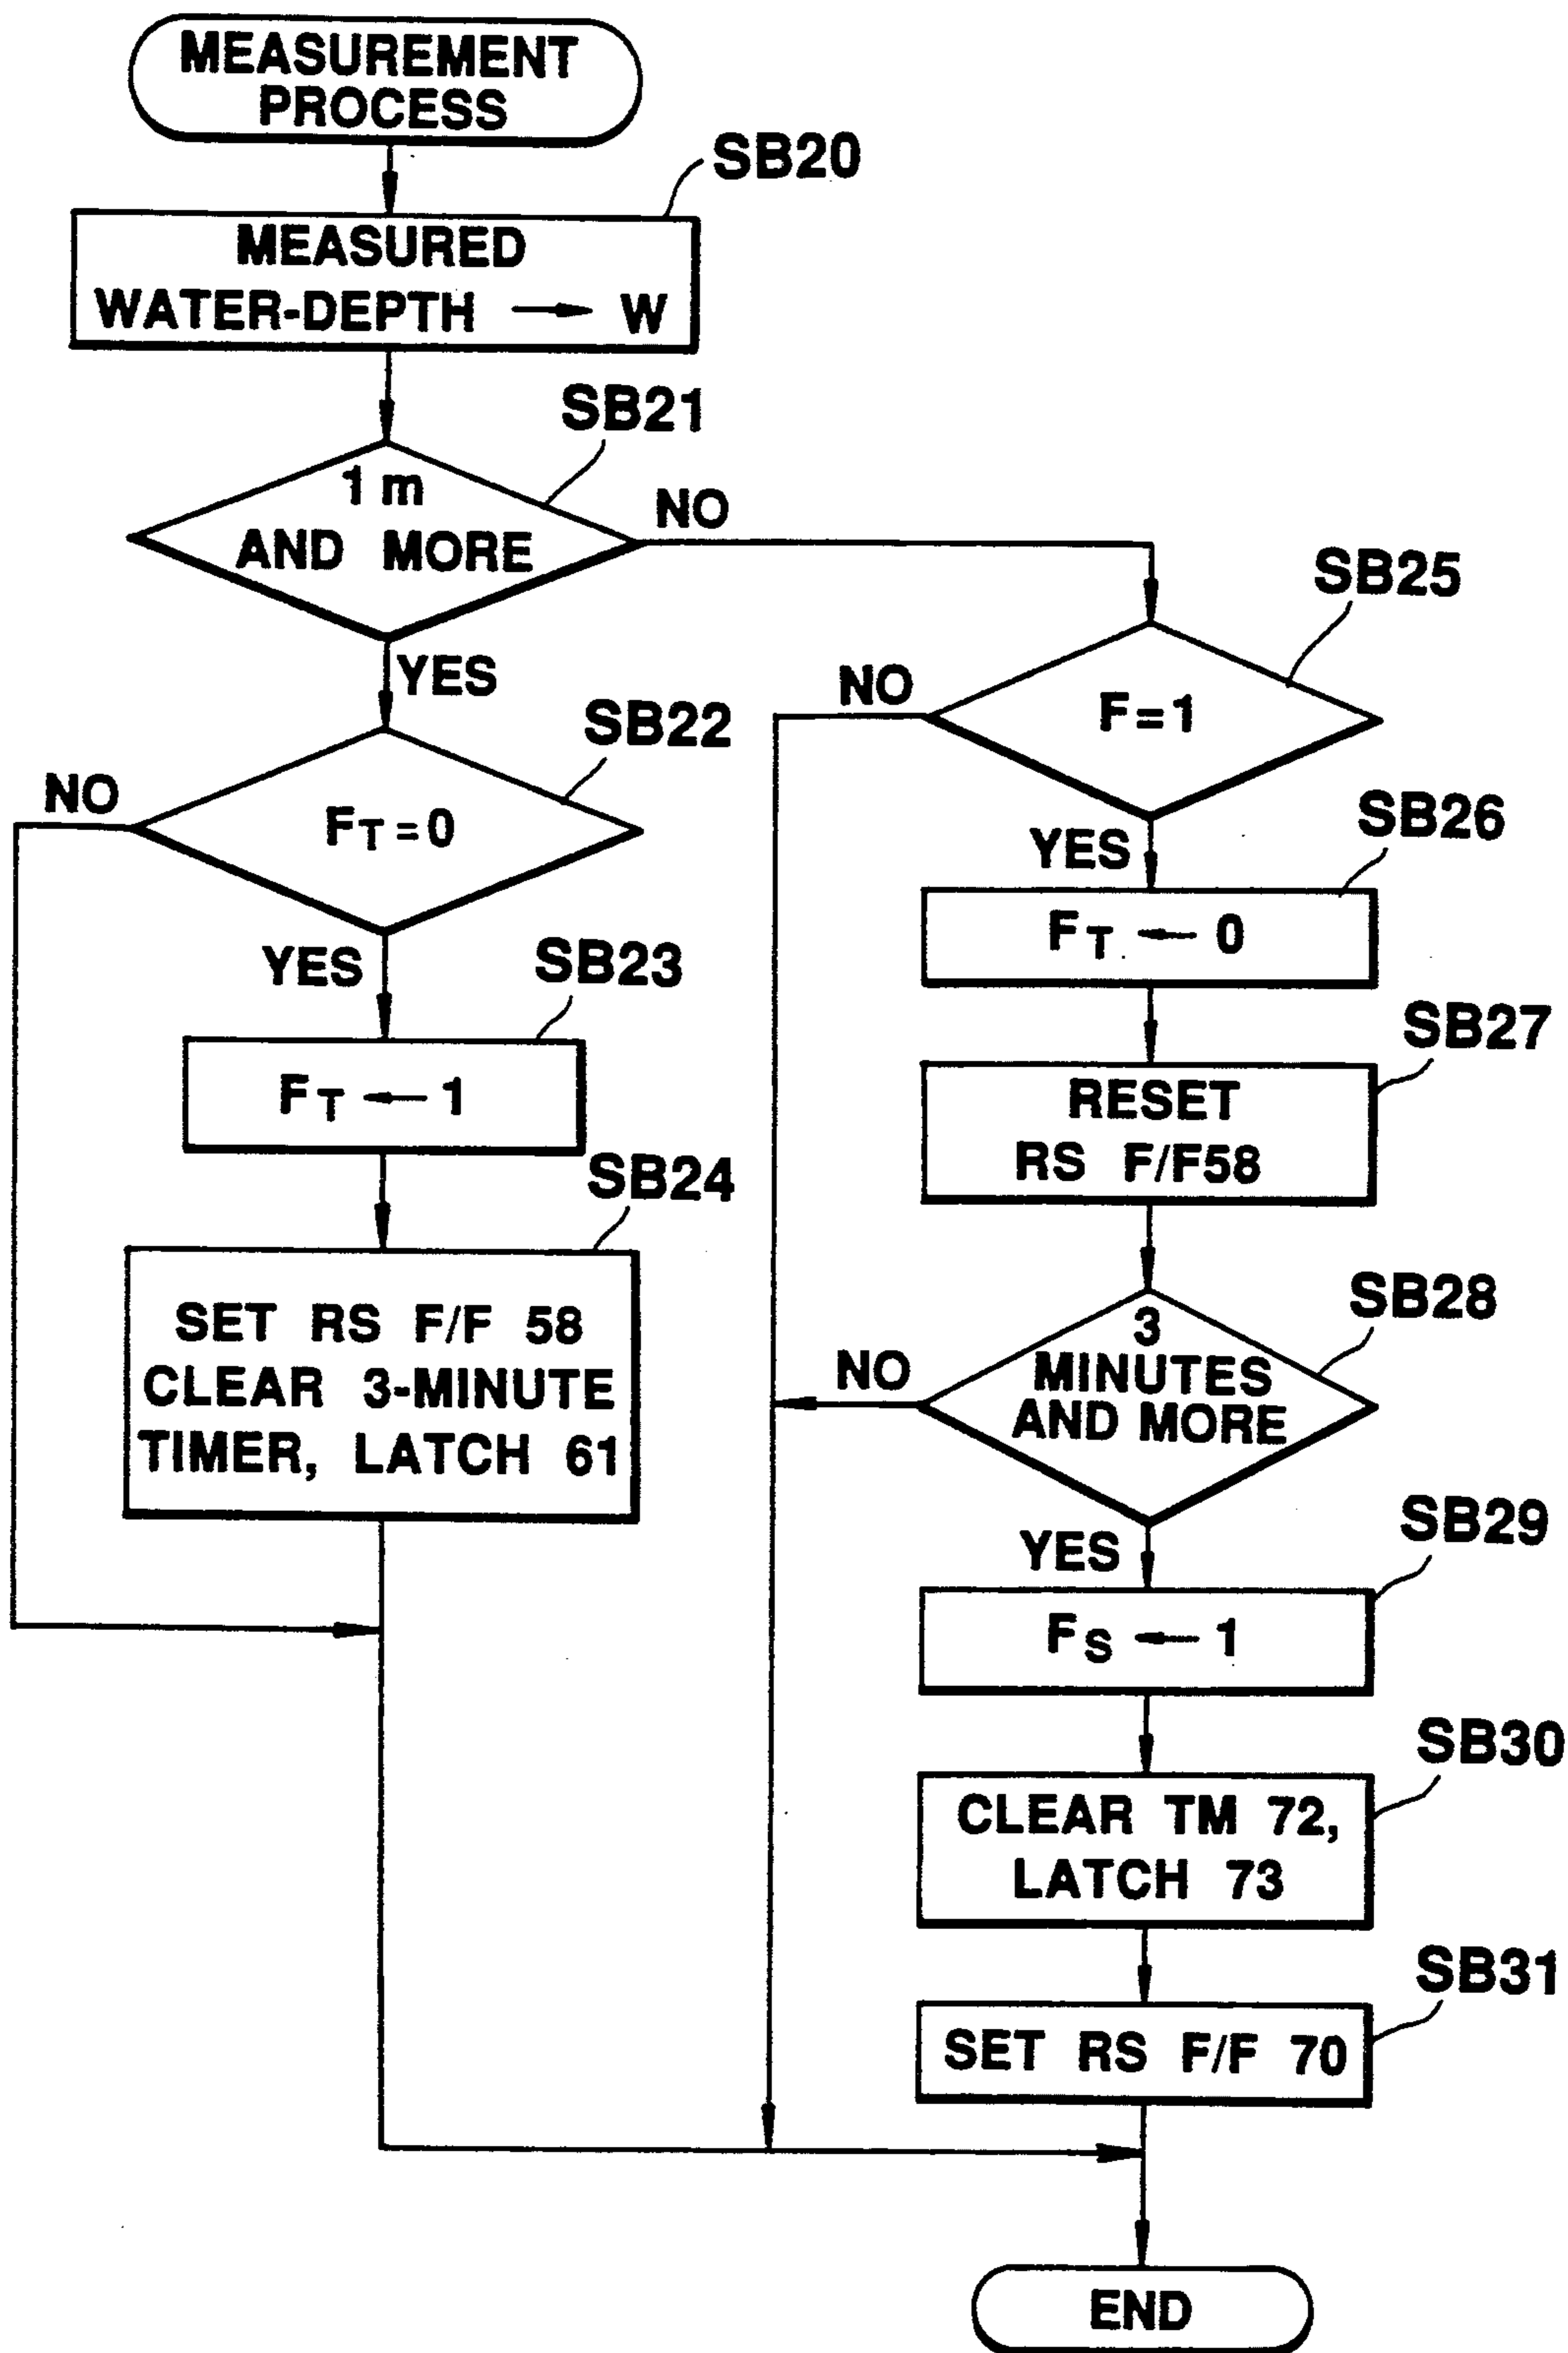 MEASUREMENT
PROCESS
SB20
MEASURED
WATER-DEPTH → W
SB21
1 m
AND MORE
NO
YES
SB22
NO
FT = 0
YES
SB23
FT ← 1
SB24
SET RS F/F 58
CLEAR 3-MINUTE
TIMER, LATCH 61
SB25
NO
F = 1
YES
SB26
FT ← 0
SB27
RESET
RS F/F58
SB28
3
MINUTES
AND MORE
NO
YES
SB29
FS ← 1
SB30
CLEAR TM 72,
LATCH 73
SB31
SET RS F/F 70
END